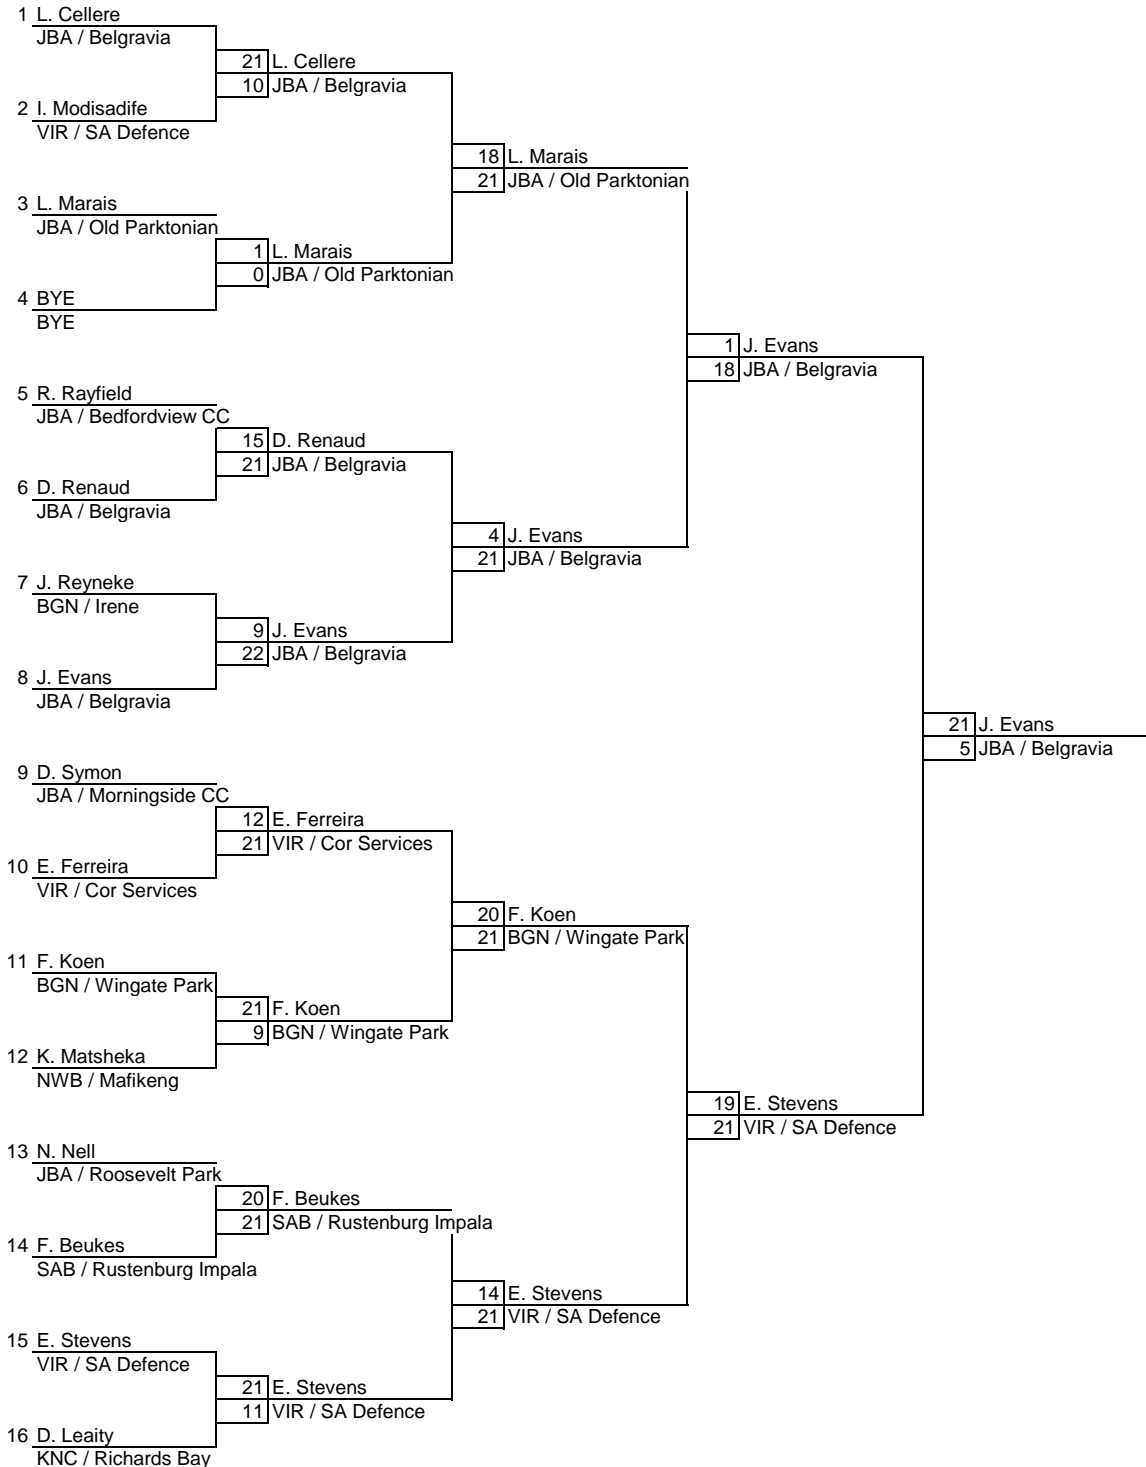 1 L. Cellere
JBA / Belgravia
21 L. Cellere
10 JBA / Belgravia
2 I. Modisadife
VIR / SA Defence
18 L. Marais
21 JBA / Old Parktonian
3 L. Marais
JBA / Old Parktonian
1 L. Marais
0 JBA / Old Parktonian
4 BYE
BYE
1 J. Evans
18 JBA / Belgravia
5 R. Rayfield
JBA / Bedfordview CC
15 D. Renaud
21 JBA / Belgravia
6 D. Renaud
JBA / Belgravia
4 J. Evans
21 JBA / Belgravia
7 J. Reyneke
BGN / Irene
9 J. Evans
22 JBA / Belgravia
8 J. Evans
JBA / Belgravia
21 J. Evans
5 JBA / Belgravia
9 D. Symon
JBA / Morningside CC
12 E. Ferreira
21 VIR / Cor Services
10 E. Ferreira
VIR / Cor Services
20 F. Koen
21 BGN / Wingate Park
11 F. Koen
BGN / Wingate Park
21 F. Koen
9 BGN / Wingate Park
12 K. Matsheka
NWB / Mafikeng
19 E. Stevens
21 VIR / SA Defence
13 N. Nell
JBA / Roosevelt Park
20 F. Beukes
21 SAB / Rustenburg Impala
14 F. Beukes
SAB / Rustenburg Impala
14 E. Stevens
21 VIR / SA Defence
15 E. Stevens
VIR / SA Defence
21 E. Stevens
11 VIR / SA Defence
16 D. Leaity
KNC / Richards Bay